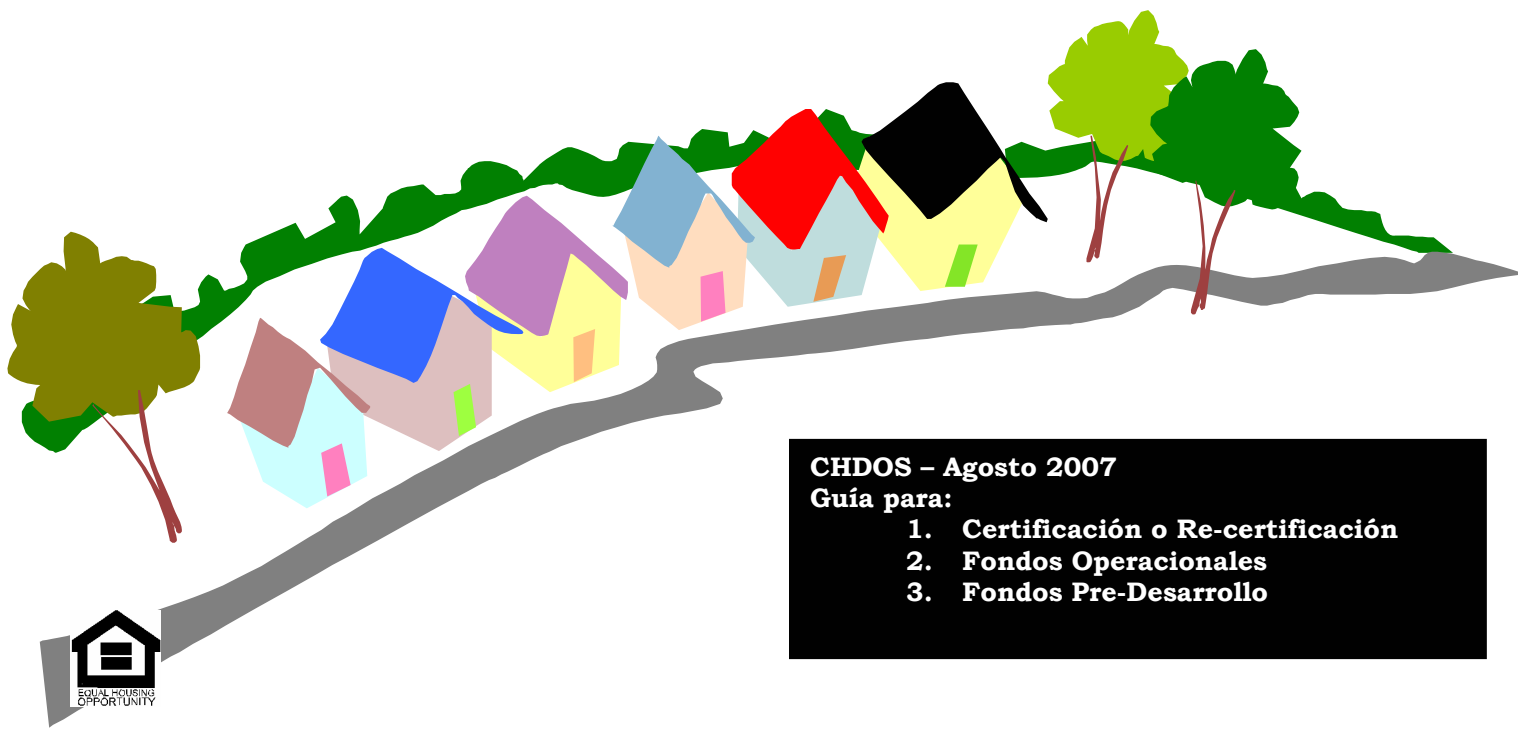 CHDOS – Agosto 2007
Guía para:
1. Certificación o Re-certificación
2. Fondos Operacionales
3. Fondos Pre-Desarrollo
EQUAL HOUSING
OPPORTUNITY